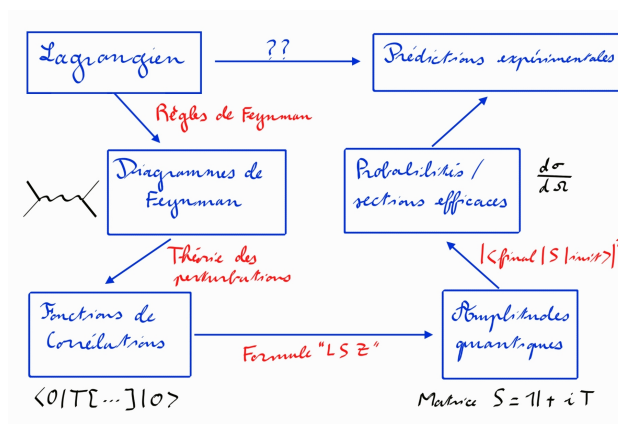 Lagrangien
??
Prédictions expérimentales
Règles de Feynman
Diagrammes de
Feynman
Probabilités /
sections efficaces
dσ
dΩ
Théorie des
perturbations
|<final|S|init>|²
Fonctions de
Corrélations
Formule "LSZ"
Amplitudes
quantiques
<0|T[...]|0>
Matrice S = 1l + iT